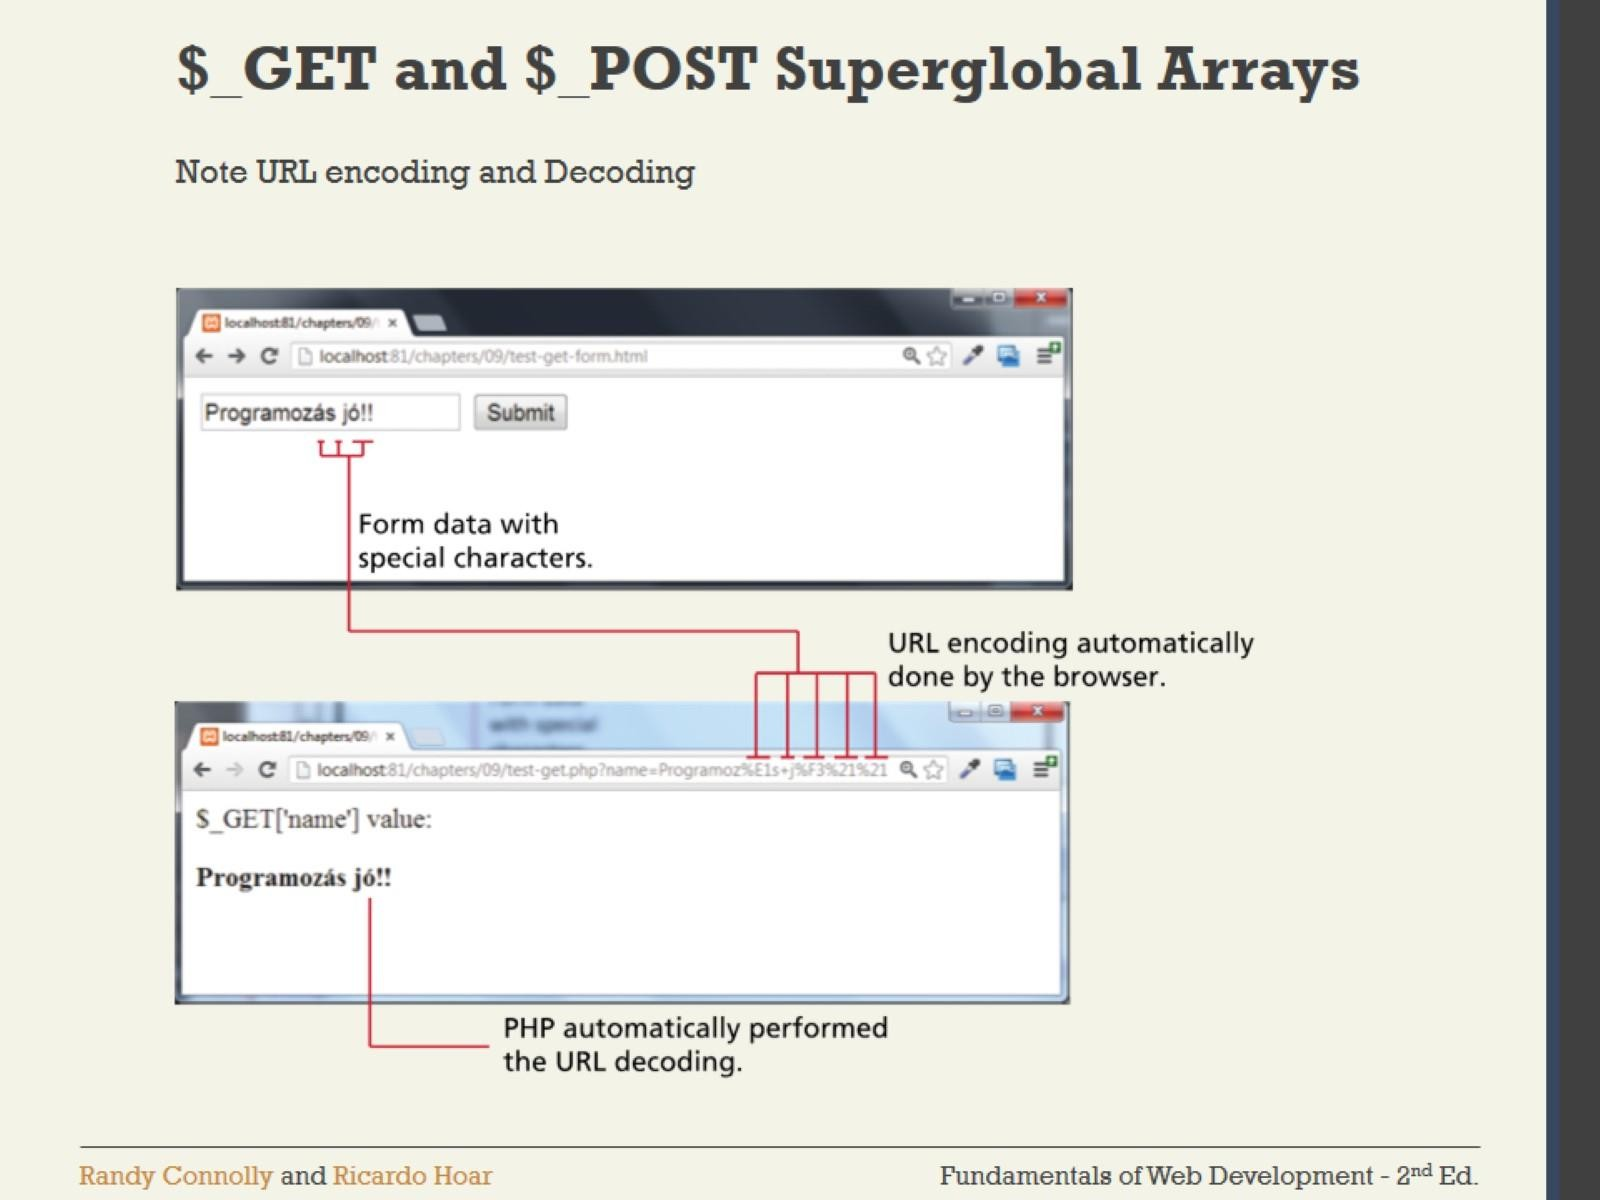 $_GET and $_POST Superglobal Arrays
Note URL encoding and Decoding
localhost:81/chapters/09/
localhost:81/chapters/09/test-get-form.html
Programozás jó!!
Submit
Form data with
special characters.
URL encoding automatically
done by the browser.
with special
localhost:81/chapters/09/
localhost:81/chapters/09/test-get.php?name=Programoz%E1s+j%F3%21%21
$_GET['name'] value:
Programozás jó!!
PHP automatically performed
the URL decoding.
Randy Connolly and Ricardo Hoar
Fundamentals of Web Development - 2nd Ed.